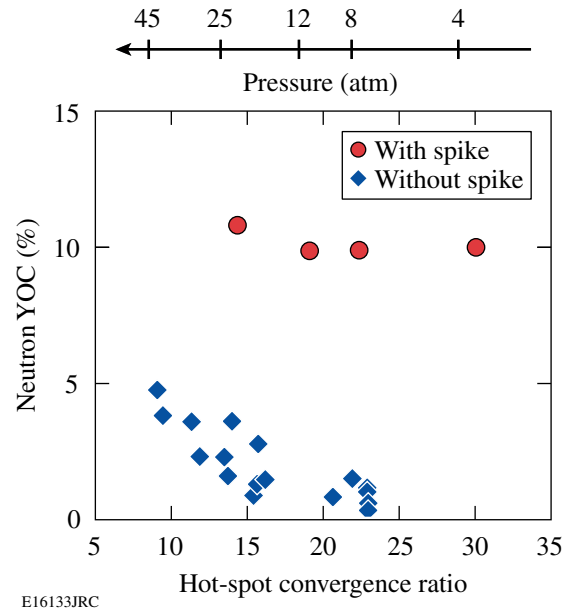 45 25 12 8 4
Pressure (atm)
15
With spike
Without spike
10
Neutron YOC (%)
5
0
5 10 15 20 25 30 35
Hot-spot convergence ratio
E16133JRC